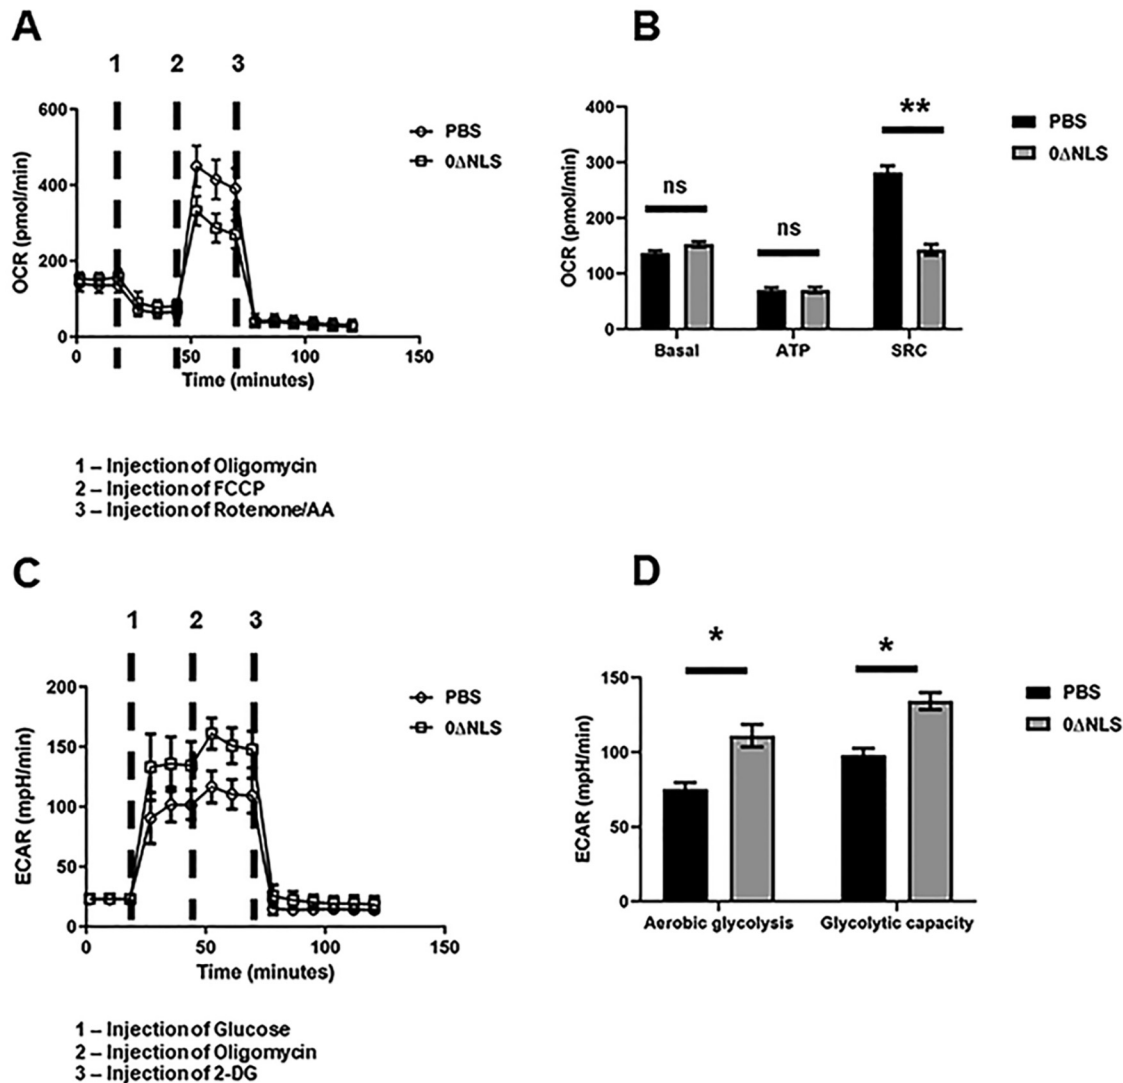 A
1 2 3
600
400
200
0
OCR (pmol/min)
0 50 100 150
Time (minutes)
PBS
0ΔNLS
1 – Injection of Oligomycin
2 – Injection of FCCP
3 – Injection of Rotenone/AA
B
400
300
200
100
0
OCR (pmol/min)
ns
ns
**
Basal ATP SRC
PBS
0ΔNLS
C
1 2 3
200
150
100
50
0
ECAR (mpH/min)
0 50 100 150
Time (minutes)
PBS
0ΔNLS
1 – Injection of Glucose
2 – Injection of Oligomycin
3 – Injection of 2-DG
D
150
100
50
0
ECAR (mpH/min)
*
*
Aerobic glycolysis Glycolytic capacity
PBS
0ΔNLS